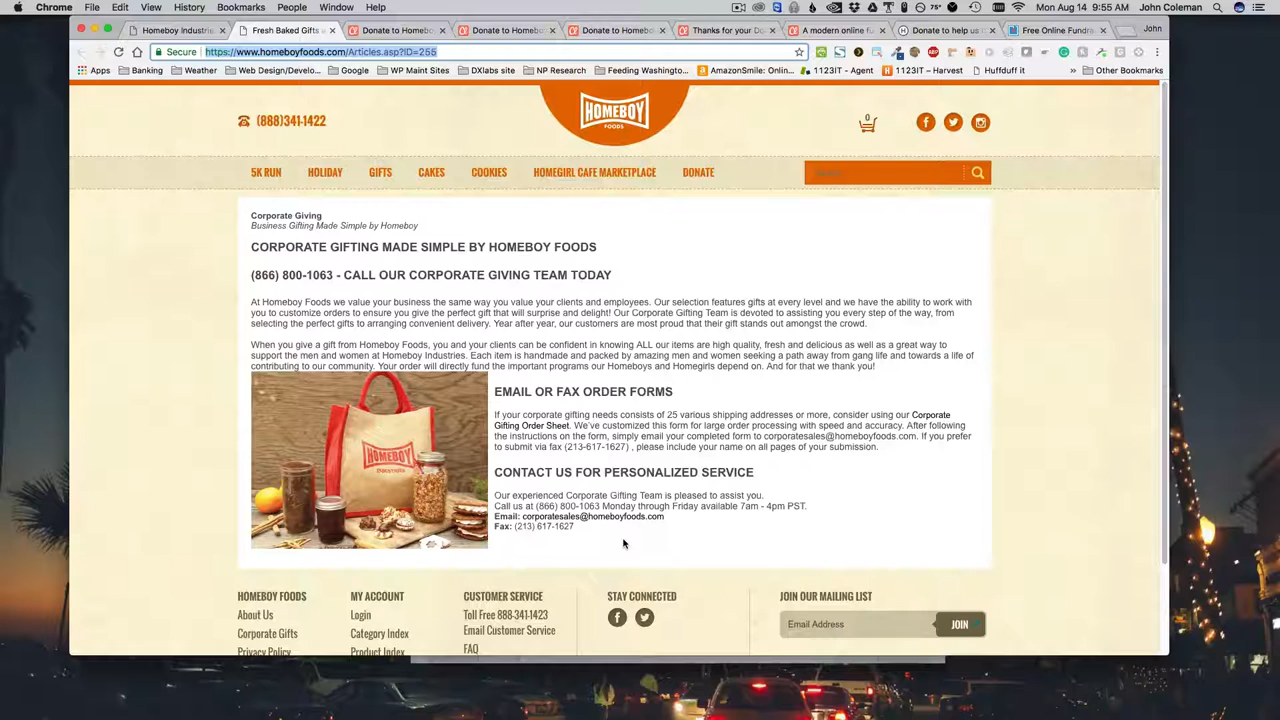 Chrome File Edit View History Bookmarks People Window Help 75° Mon Aug 14 9:55 AM John Coleman
Homeboy Industrie Fresh Baked Gifts Donate to Homebo Donate to Homebo Donate to Homebo Thanks for your Do A modern online f Donate to help us Free Online Fundra John
Secure https://www.homeboyfoods.com/Articles.asp?ID=255
Apps Banking Weather Web Design/Develo... Google WP Maint Sites DXlabs site NP Research Feeding Washingto... AmazonSmile: Onlin... 1123IT - Agent 1123IT – Harvest Huffduff it » Other Bookmarks
(888)341-1422
HOMEBOY
FOODS
0
5K RUN HOLIDAY GIFTS CAKES COOKIES HOMEGIRL CAFE MARKETPLACE DONATE
Corporate Giving
Business Gifting Made Simple by Homeboy
CORPORATE GIFTING MADE SIMPLE BY HOMEBOY FOODS
(866) 800-1063 - CALL OUR CORPORATE GIVING TEAM TODAY
At Homeboy Foods we value your business the same way you value your clients and employees. Our selection features gifts at every level and we have the ability to work with
you to customize orders to ensure you give the perfect gift that will surprise and delight! Our Corporate Gifting Team is devoted to assisting you every step of the way, from
selecting the perfect gifts to arranging convenient delivery. Year after year, our customers are most proud that their gift stands out amongst the crowd.
When you give a gift from Homeboy Foods, you and your clients can be confident in knowing ALL our items are high quality, fresh and delicious as well as a great way to
support the men and women at Homeboy Industries. Each item is handmade and packed by amazing men and women seeking a path away from gang life and towards a life of
contributing to our community. Your order will directly fund the important programs our Homeboys and Homegirls depend on. And for that we thank you!
HOMEBOY
EMAIL OR FAX ORDER FORMS
If your corporate gifting needs consists of 25 various shipping addresses or more, consider using our Corporate
Gifting Order Sheet. We've customized this form for large order processing with speed and accuracy. After following
the instructions on the form, simply email your completed form to corporatesales@homeboyfoods.com. If you prefer
to submit via fax (213-617-1627) , please include your name on all pages of your submission.
CONTACT US FOR PERSONALIZED SERVICE
Our experienced Corporate Gifting Team is pleased to assist you.
Call us at (866) 800-1063 Monday through Friday available 7am - 4pm PST.
Email: corporatesales@homeboyfoods.com
Fax: (213) 617-1627
HOMEBOY FOODS
About Us
Corporate Gifts
Privacy Policy
MY ACCOUNT
Login
Category Index
Product Index
CUSTOMER SERVICE
Toll Free 888-341-1423
Email Customer Service
FAQ
STAY CONNECTED
JOIN OUR MAILING LIST
Email Address JOIN